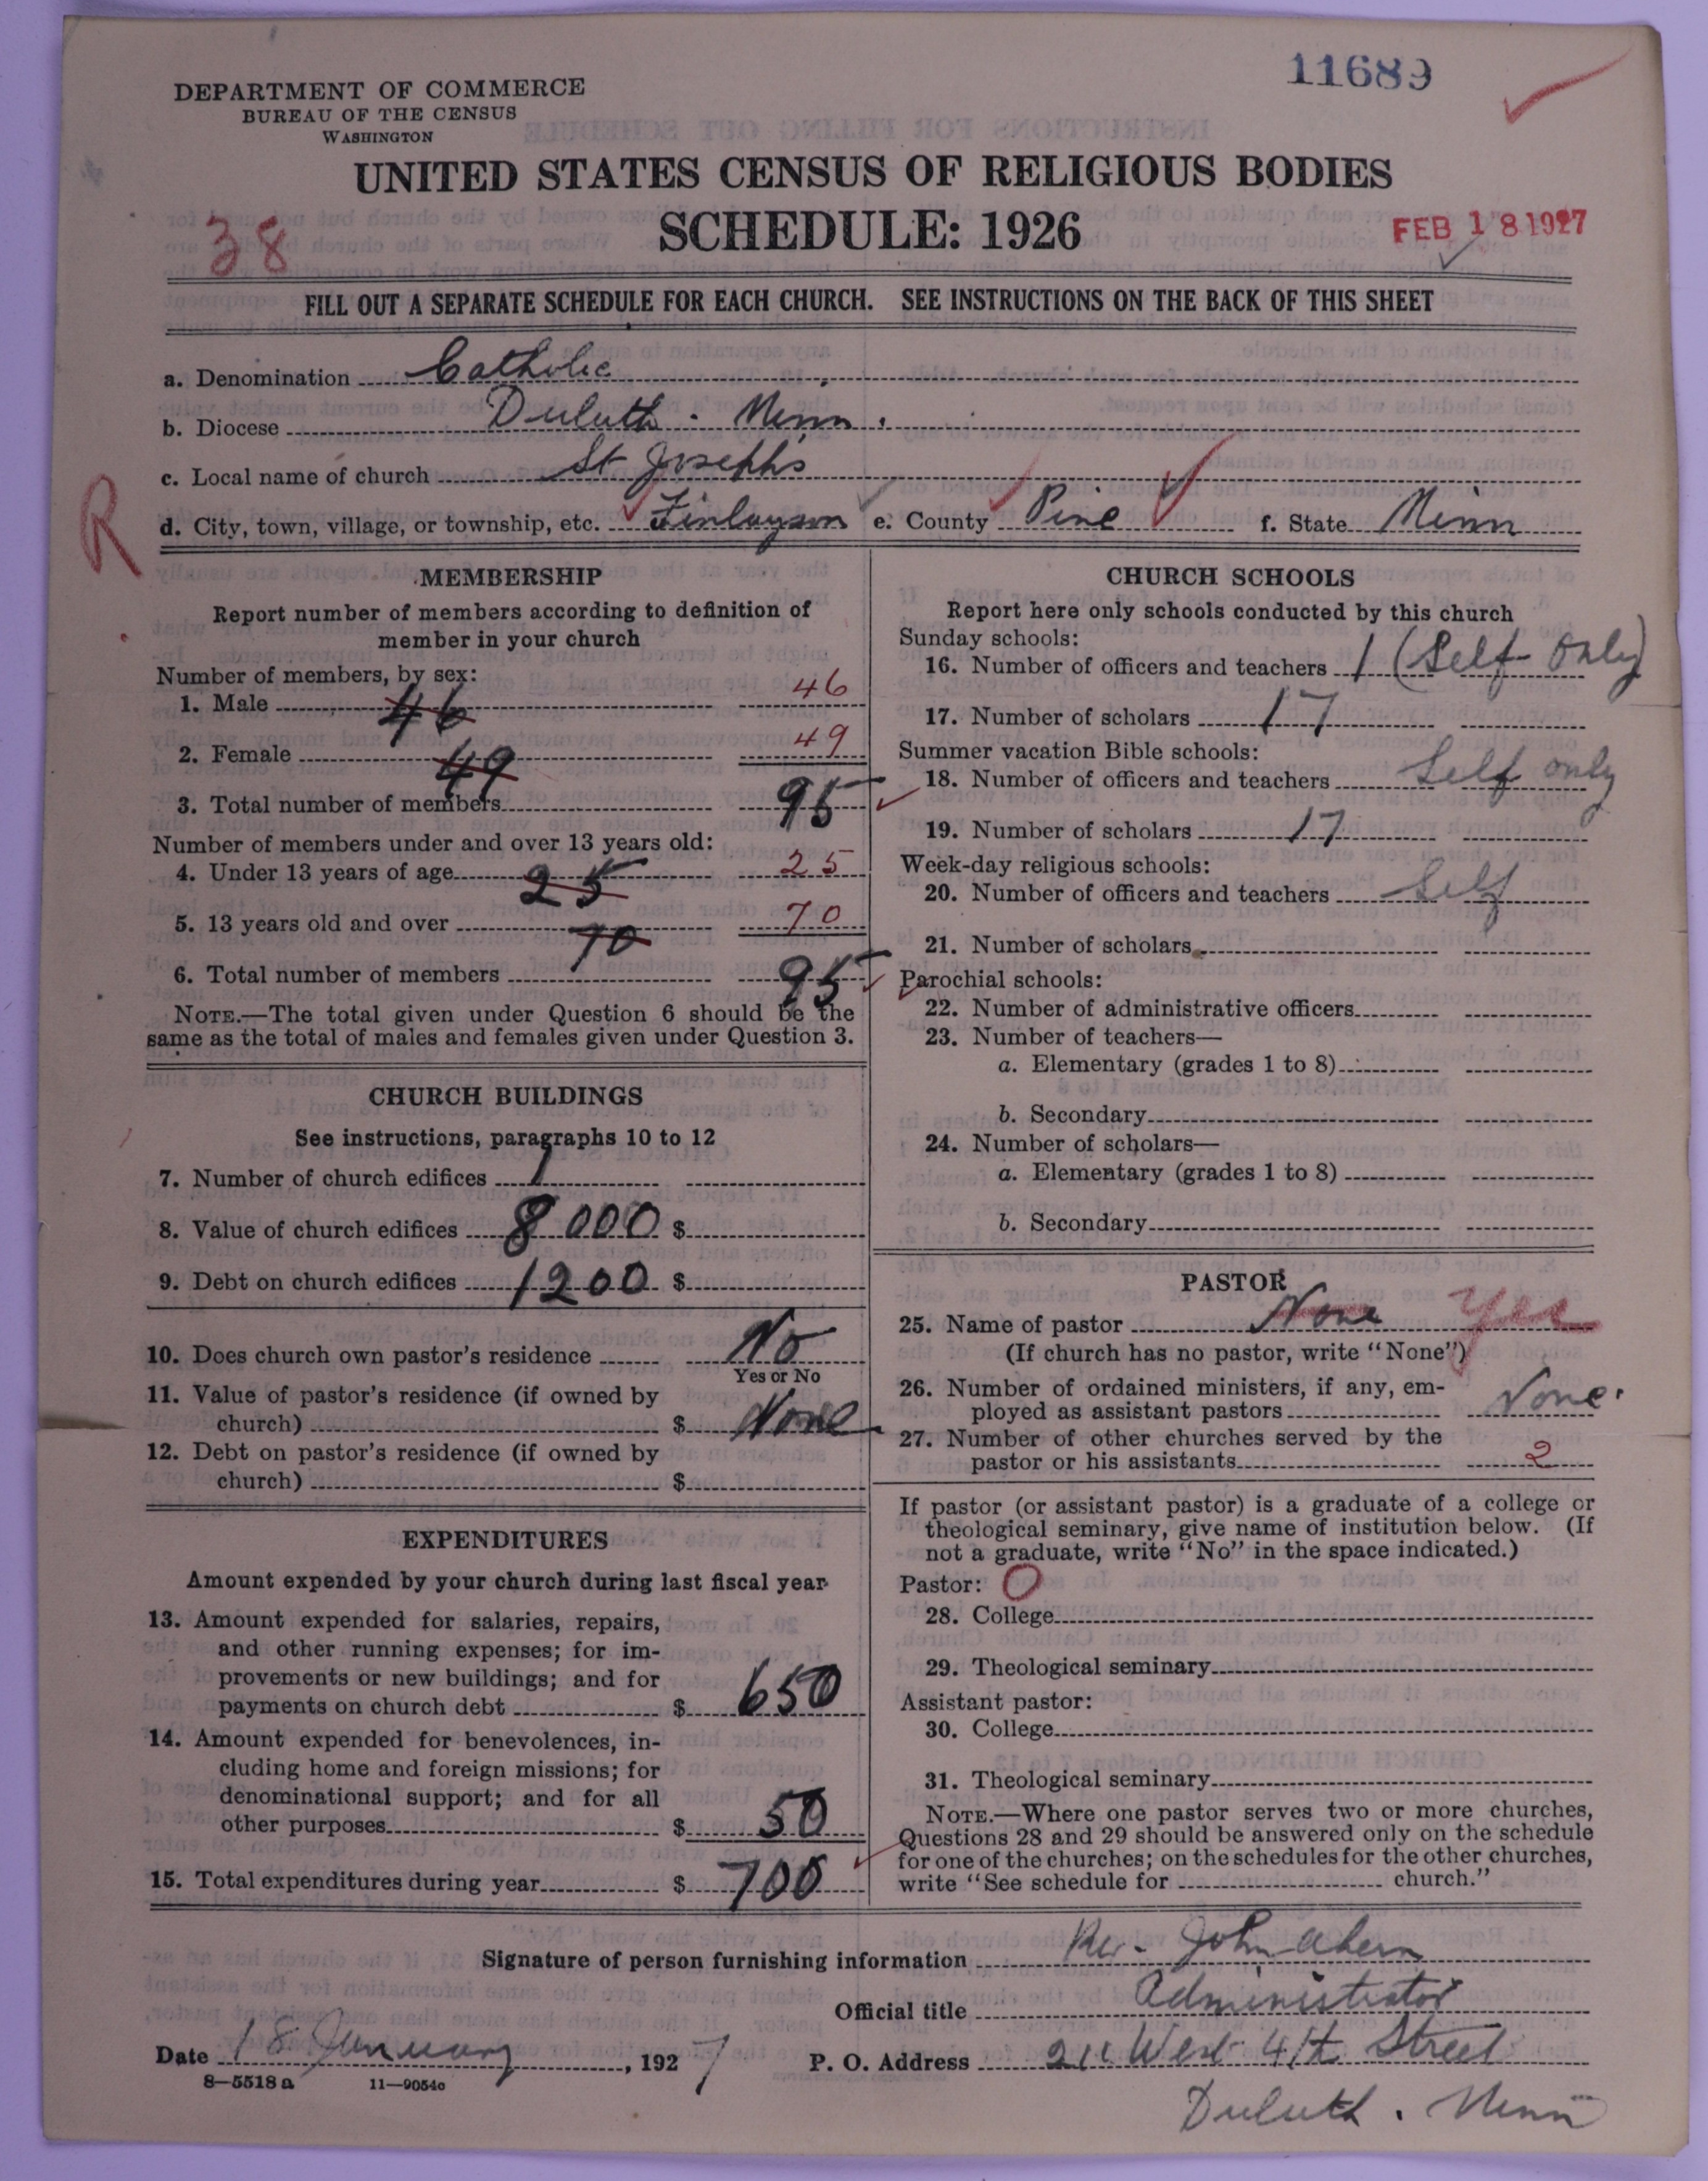 11689
DEPARTMENT OF COMMERCE
BUREAU OF THE CENSUS
WASHINGTON
UNITED STATES CENSUS OF RELIGIOUS BODIES
SCHEDULE: 1926
38
FEB 18 1927
FILL OUT A SEPARATE SCHEDULE FOR EACH CHURCH. SEE INSTRUCTIONS ON THE BACK OF THIS SHEET
a. Denomination Catholic
b. Diocese Duluth - Minn.
c. Local name of church St Joseph's
R
d. City, town, village, or township, etc. Finlayson e. County Pine f. State Minn
MEMBERSHIP
Report number of members according to definition of
member in your church
Number of members, by sex:
1. Male 46 46
2. Female 49 49
3. Total number of members 95
Number of members under and over 13 years old:
4. Under 13 years of age 25 25
5. 13 years old and over 70 70
6. Total number of members 95
NOTE.—The total given under Question 6 should be the
same as the total of males and females given under Question 3.
CHURCH BUILDINGS
See instructions, paragraphs 10 to 12
7. Number of church edifices 1
8. Value of church edifices 8000 $
9. Debt on church edifices 1200 $
10. Does church own pastor's residence No
Yes or No
11. Value of pastor's residence (if owned by
church) $ None
12. Debt on pastor's residence (if owned by
church) $
EXPENDITURES
Amount expended by your church during last fiscal year
13. Amount expended for salaries, repairs,
and other running expenses; for im-
provements or new buildings; and for
payments on church debt $ 650
14. Amount expended for benevolences, in-
cluding home and foreign missions; for
denominational support; and for all
other purposes $ 50
15. Total expenditures during year $ 700
CHURCH SCHOOLS
Report here only schools conducted by this church
Sunday schools:
16. Number of officers and teachers 1 (Self only)
17. Number of scholars 17
Summer vacation Bible schools:
18. Number of officers and teachers Self only
19. Number of scholars 17
Week-day religious schools:
20. Number of officers and teachers Self
21. Number of scholars
Parochial schools:
22. Number of administrative officers
23. Number of teachers—
a. Elementary (grades 1 to 8)
b. Secondary
24. Number of scholars—
a. Elementary (grades 1 to 8)
b. Secondary
PASTOR
25. Name of pastor None Yes
(If church has no pastor, write "None")
26. Number of ordained ministers, if any, em-
ployed as assistant pastors None.
27. Number of other churches served by the
pastor or his assistants 2
If pastor (or assistant pastor) is a graduate of a college or
theological seminary, give name of institution below. (If
not a graduate, write "No" in the space indicated.)
Pastor: O
28. College
29. Theological seminary
Assistant pastor:
30. College
31. Theological seminary
NOTE.—Where one pastor serves two or more churches,
Questions 28 and 29 should be answered only on the schedule
for one of the churches; on the schedules for the other churches,
write "See schedule for church."
Signature of person furnishing information Rev. John Ahern
Official title Administrator
Date 18 January, 1927 P. O. Address 211 West 4th Street
8—5518 a 11—9054c
Duluth. Minn